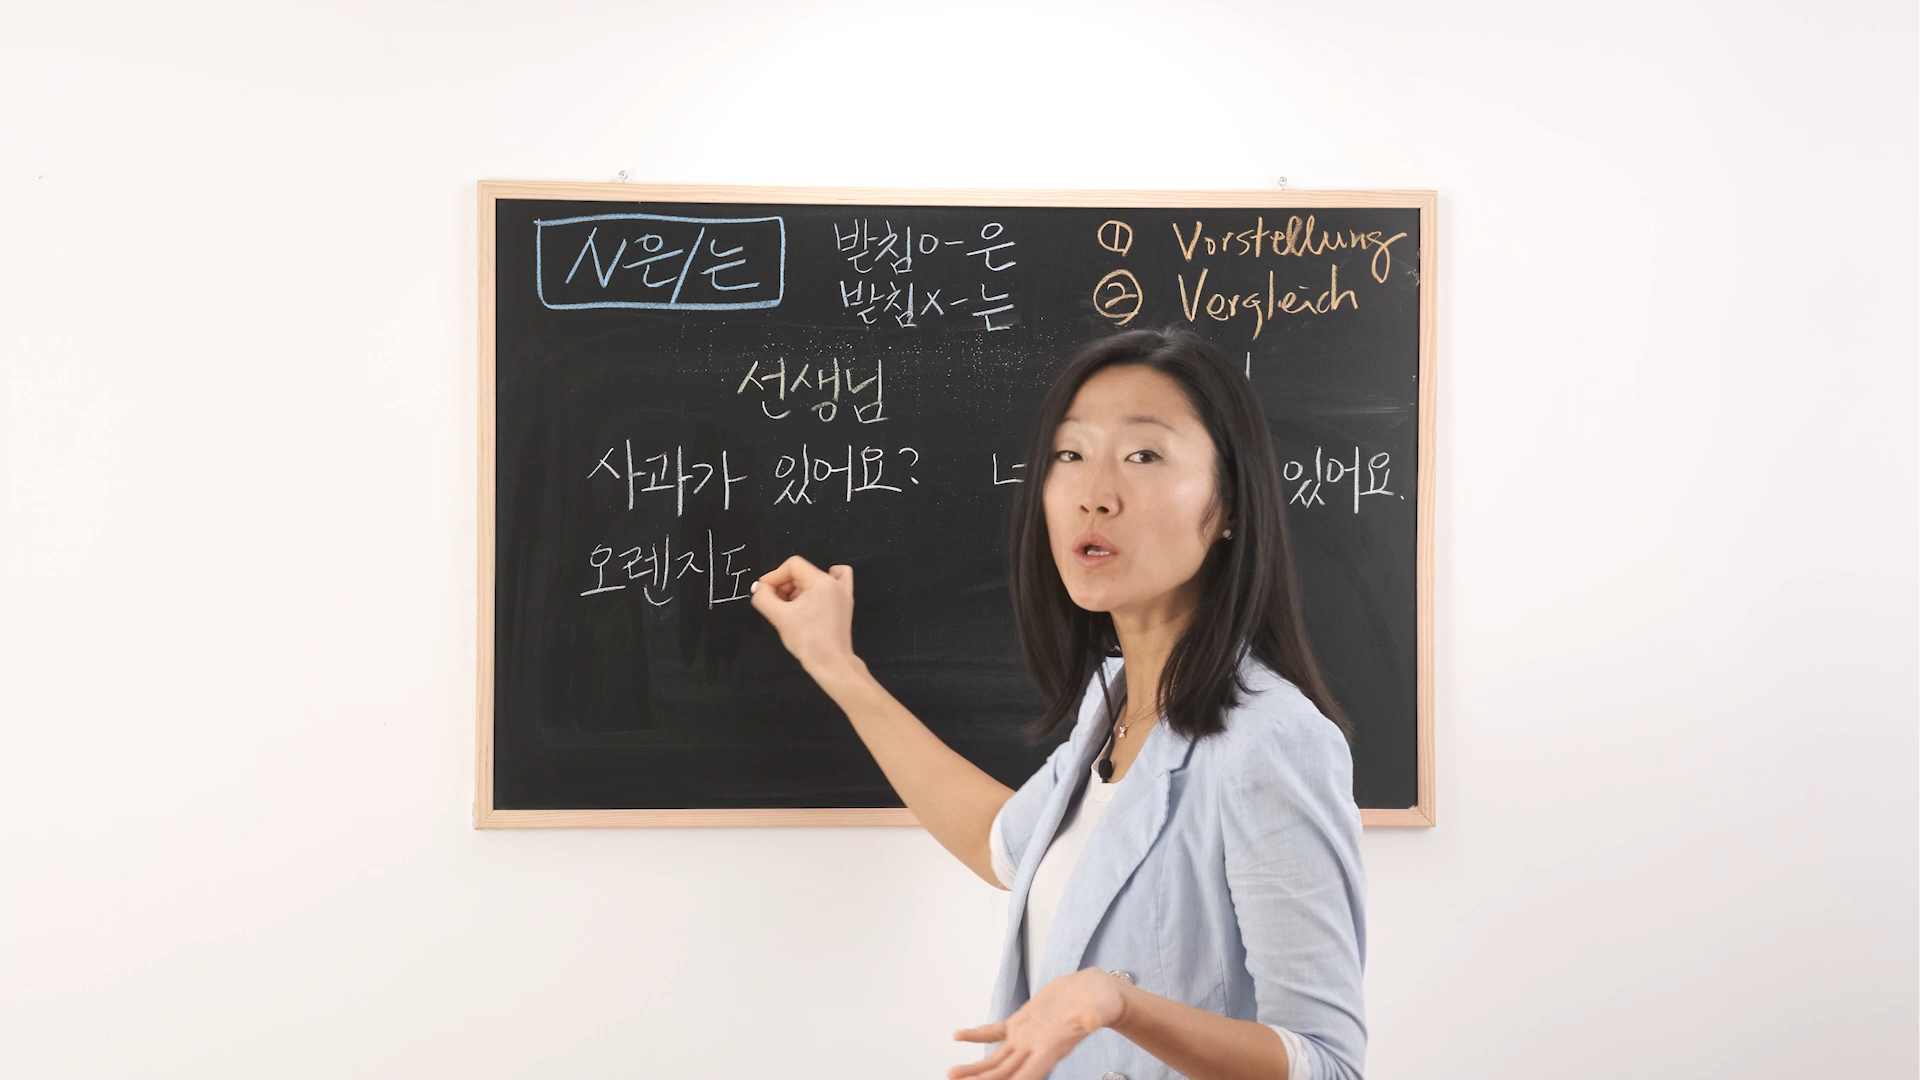 N은/는
받침o - 은
받침x - 는
① Vorstellung
② Vergleich
선생님
사과가 있어요? 있어요.
오렌지도